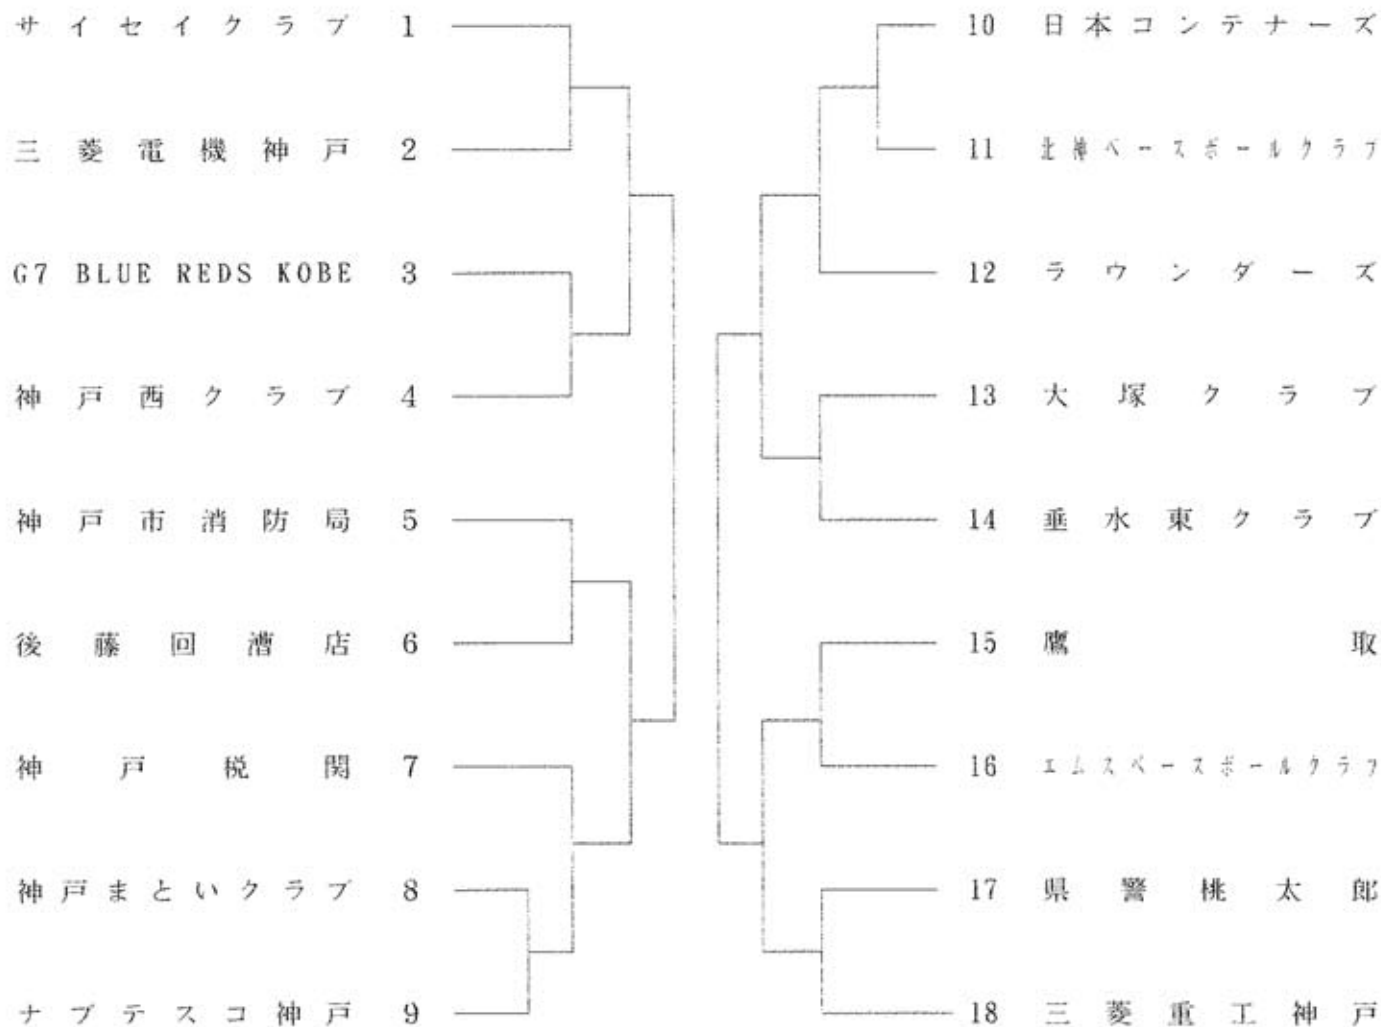 サイセイクラブ 1
三菱電機神戸 2
G7 BLUE REDS KOBE 3
神戸西クラブ 4
神戸市消防局 5
後藤回漕店 6
神戸税関 7
神戸まといクラブ 8
ナブテスコ神戸 9
10 日本コンテナーズ
11 北神ベースボールクラブ
12 ラウンダーズ
13 大塚クラブ
14 垂水東クラブ
15 鷹取
16 エムズベースボールクラブ
17 県警桃太郎
18 三菱重工神戸